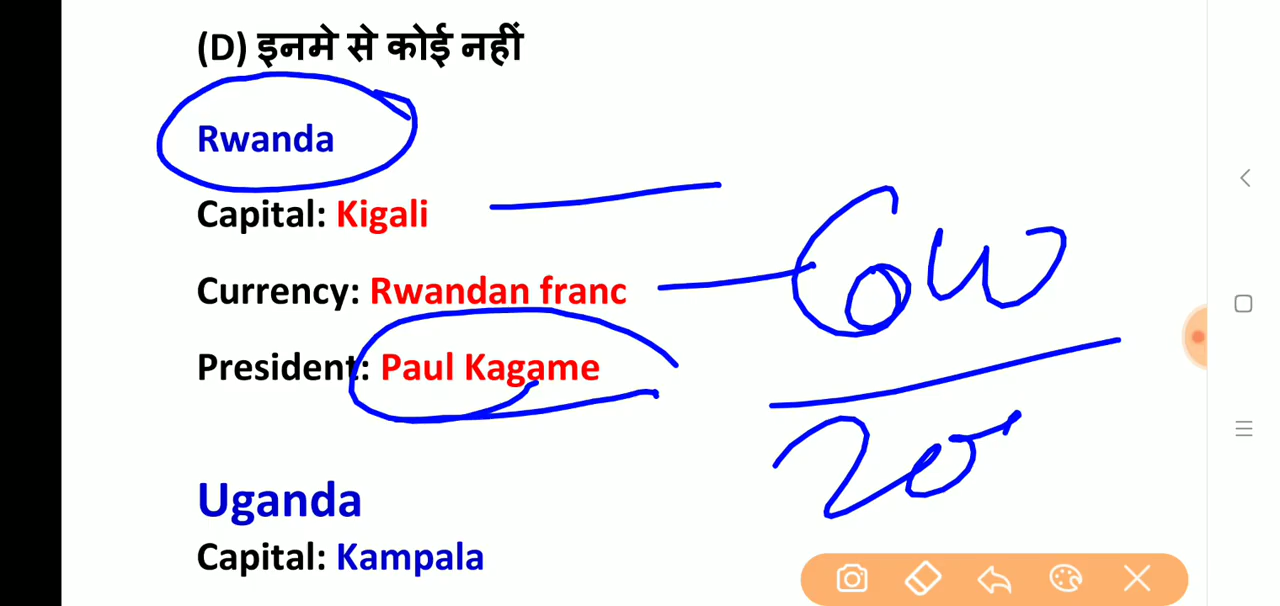 (D) इनमे से कोई नहीं
Rwanda
Capital: Kigali
Currency: Rwandan franc
President: Paul Kagame
Uganda
Capital: Kampala